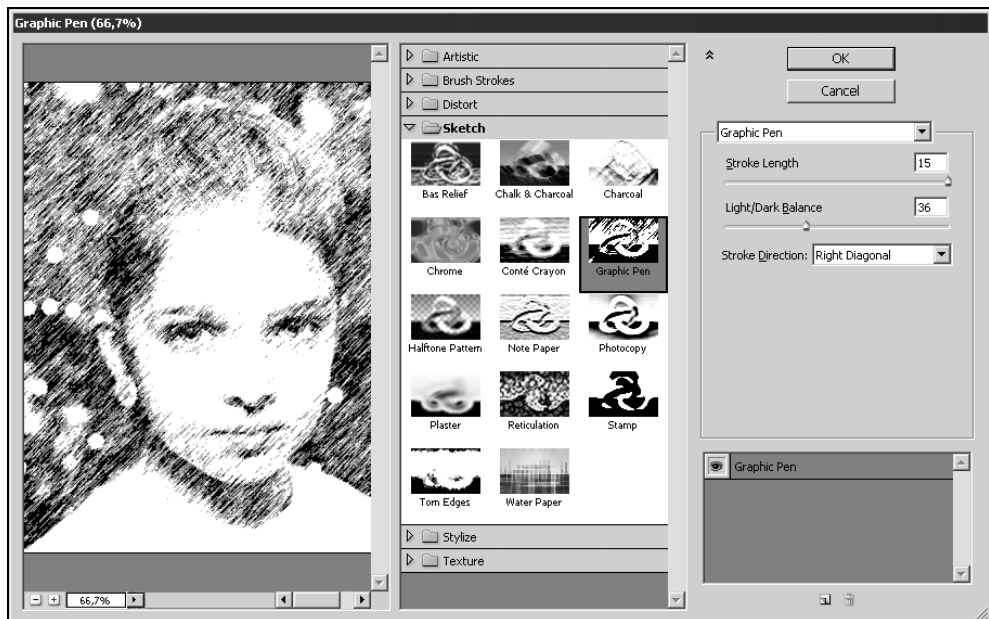 Graphic Pen (66,7%)
Artistic
Brush Strokes
Distort
Sketch
Bas Relief
Chalk & Charcoal
Charcoal
Chrome
Conté Crayon
Graphic Pen
Halftone Pattern
Note Paper
Photocopy
Plaster
Reticulation
Stamp
Torn Edges
Water Paper
Stylize
Texture
66,7%
OK
Cancel
Graphic Pen
Stroke Length 15
Light/Dark Balance 36
Stroke Direction: Right Diagonal
Graphic Pen